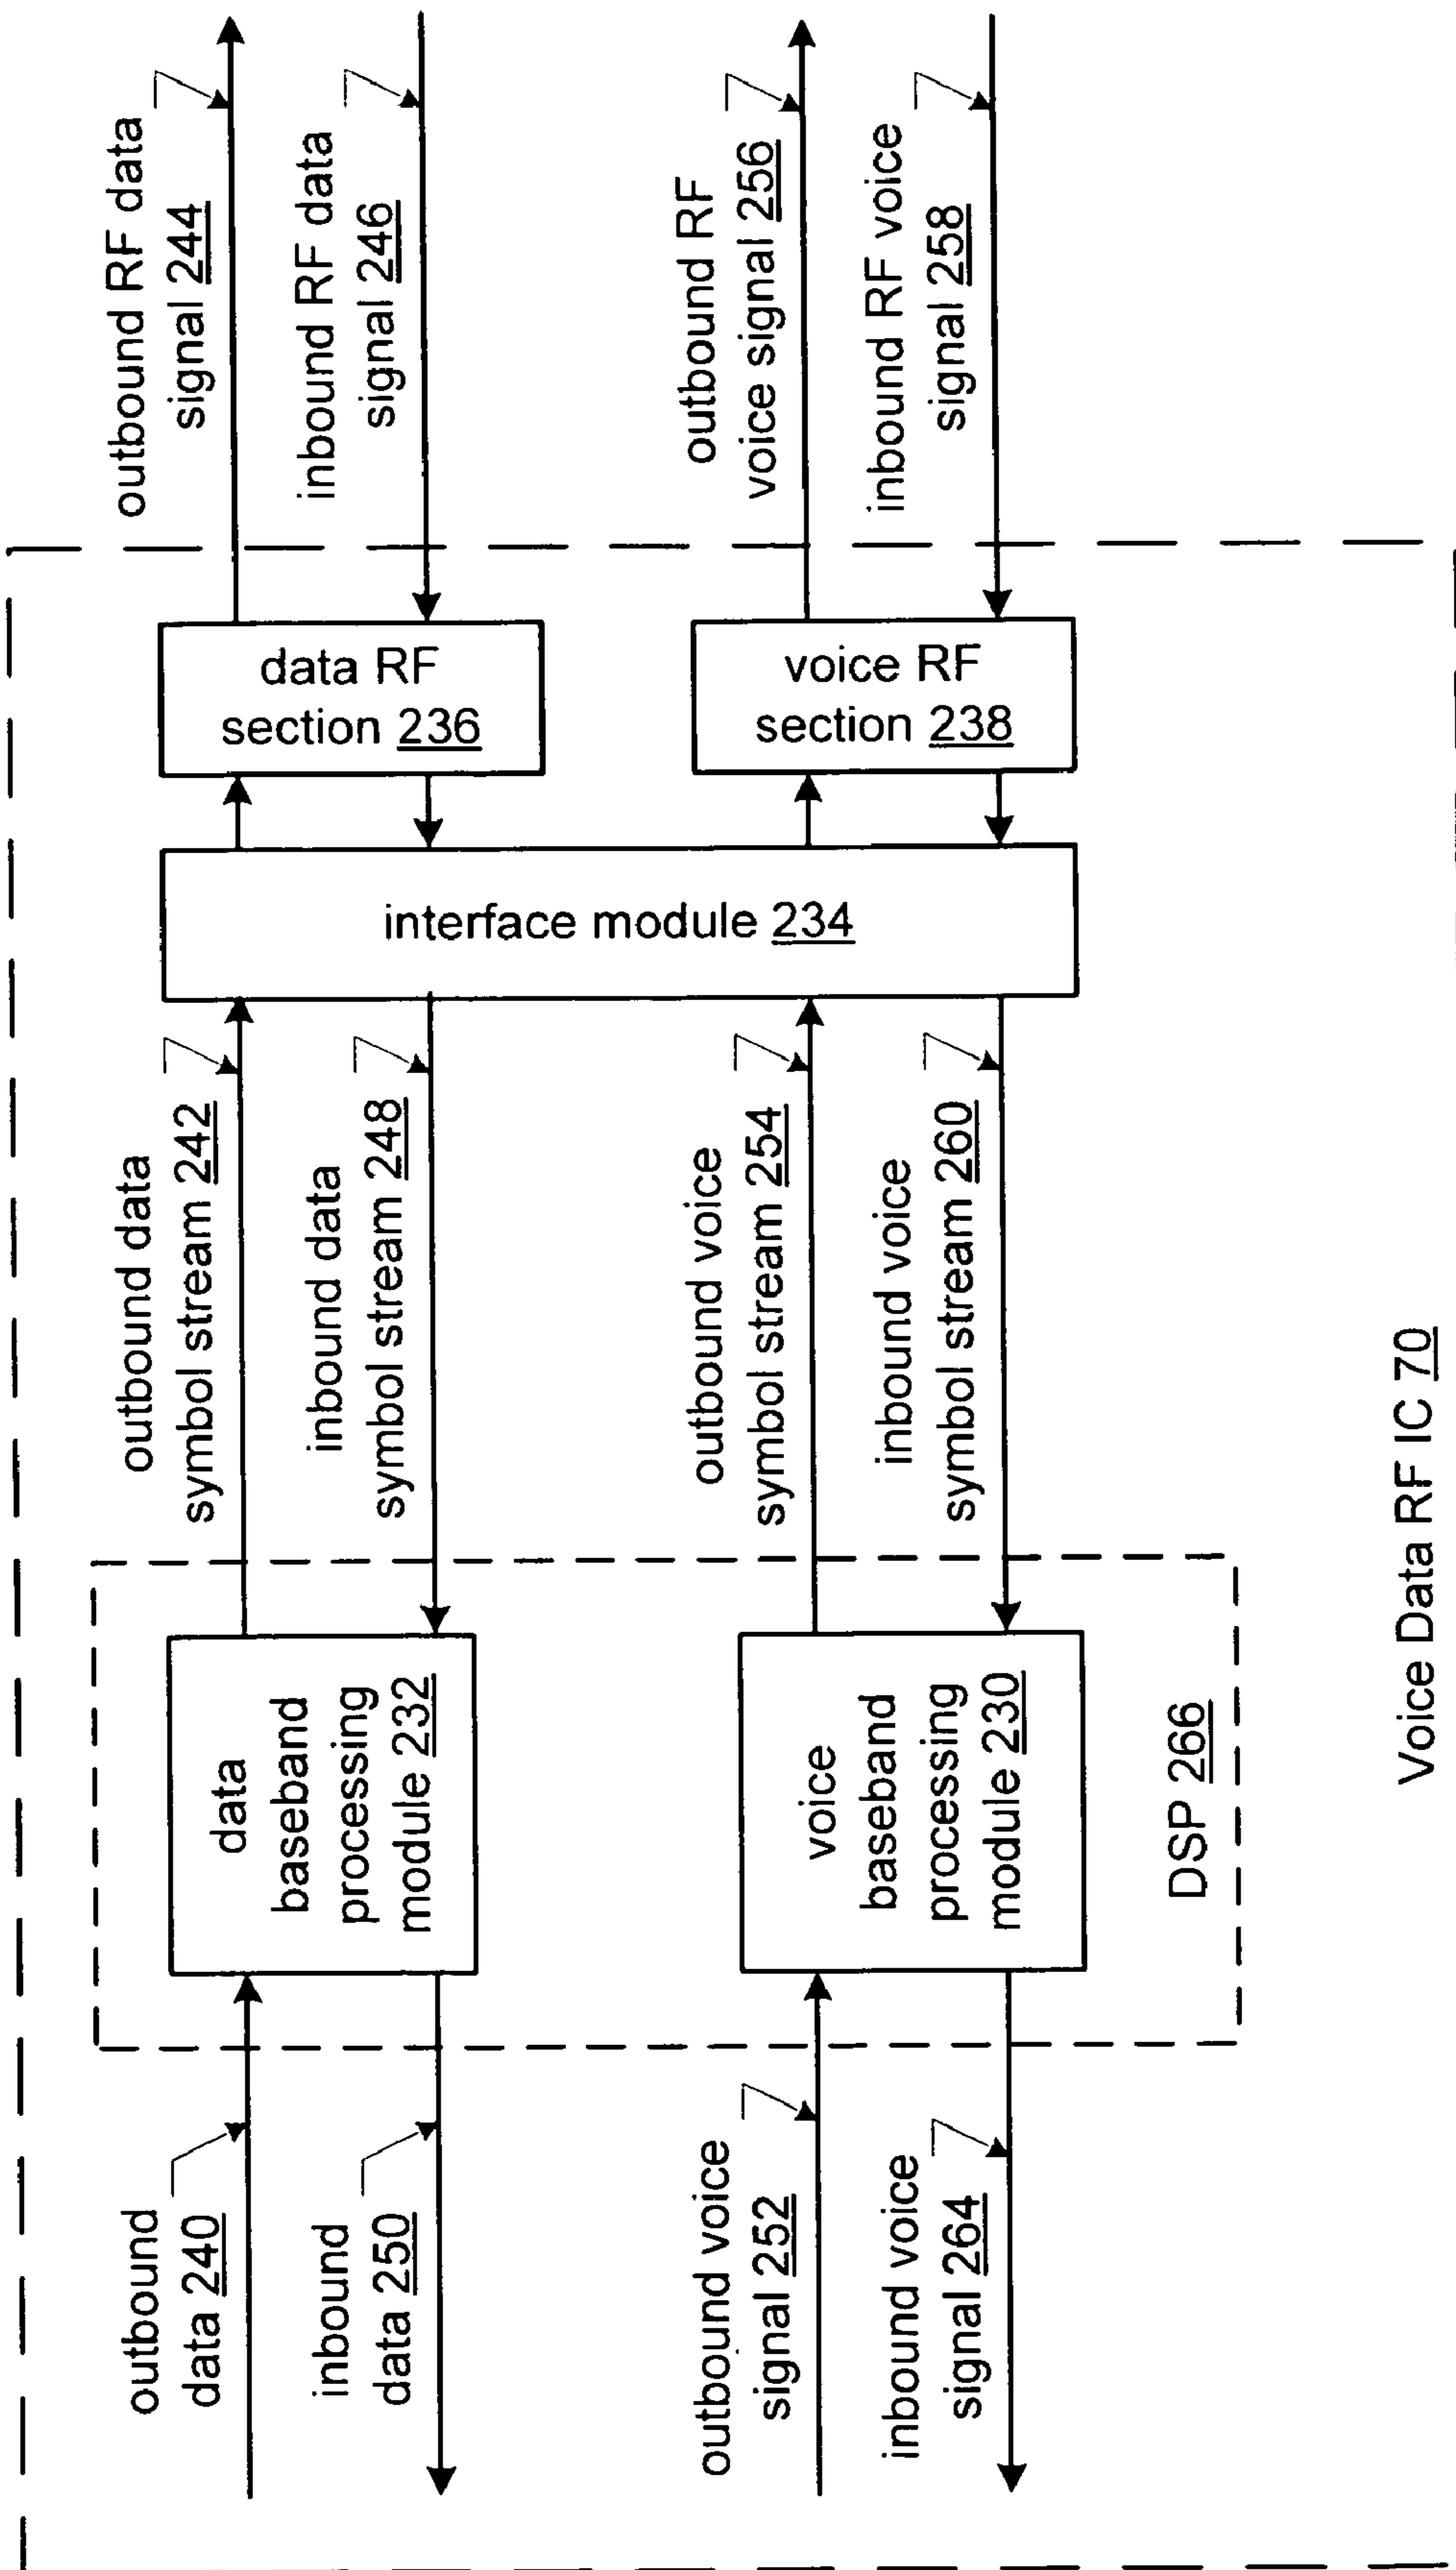 outbound RF data
signal 244
inbound RF data
signal 246
outbound RF
voice signal 256
inbound RF voice
signal 258
data RF
section 236
voice RF
section 238
interface module 234
outbound data
symbol stream 242
inbound data
symbol stream 248
outbound voice
symbol stream 254
inbound voice
symbol stream 260
data
baseband
processing
module 232
voice
baseband
processing
module 230
DSP 266
outbound
data 240
inbound
data 250
outbound voice
signal 252
inbound voice
signal 264
Voice Data RF IC 70